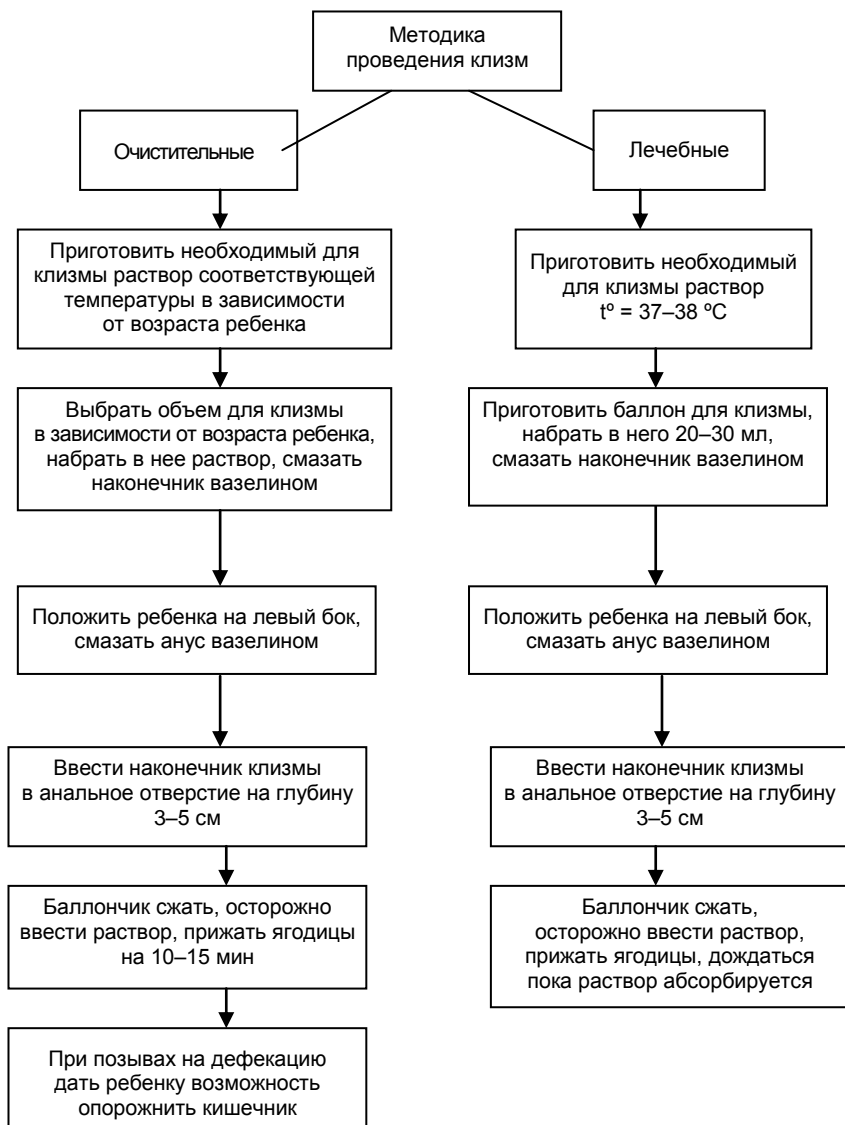 Методика
проведения клизм
Очистительные
Приготовить необходимый для
клизмы раствор соответствующей
температуры в зависимости
от возраста ребенка
Выбрать объем для клизмы
в зависимости от возраста ребенка,
набрать в нее раствор, смазать
наконечник вазелином
Положить ребенка на левый бок,
смазать анус вазелином
Ввести наконечник клизмы
в анальное отверстие на глубину
3–5 см
Баллончик сжать, осторожно
ввести раствор, прижать ягодицы
на 10–15 мин
При позывах на дефекацию
дать ребенку возможность
опорожнить кишечник
Лечебные
Приготовить необходимый
для клизмы раствор
tº = 37–38 ºС
Приготовить баллон для клизмы,
набрать в него 20–30 мл,
смазать наконечник вазелином
Положить ребенка на левый бок,
смазать анус вазелином
Ввести наконечник клизмы
в анальное отверстие на глубину
3–5 см
Баллончик сжать,
осторожно ввести раствор,
прижать ягодицы, дождаться
пока раствор абсорбируется